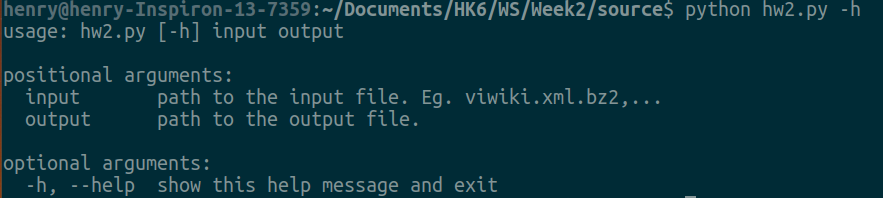 henry@henry-Inspiron-13-7359:~/Documents/HK6/WS/Week2/source$ python hw2.py -h
usage: hw2.py [-h] input output
positional arguments:
input path to the input file. Eg. viwiki.xml.bz2,...
output path to the output file.
optional arguments:
-h, --help show this help message and exit